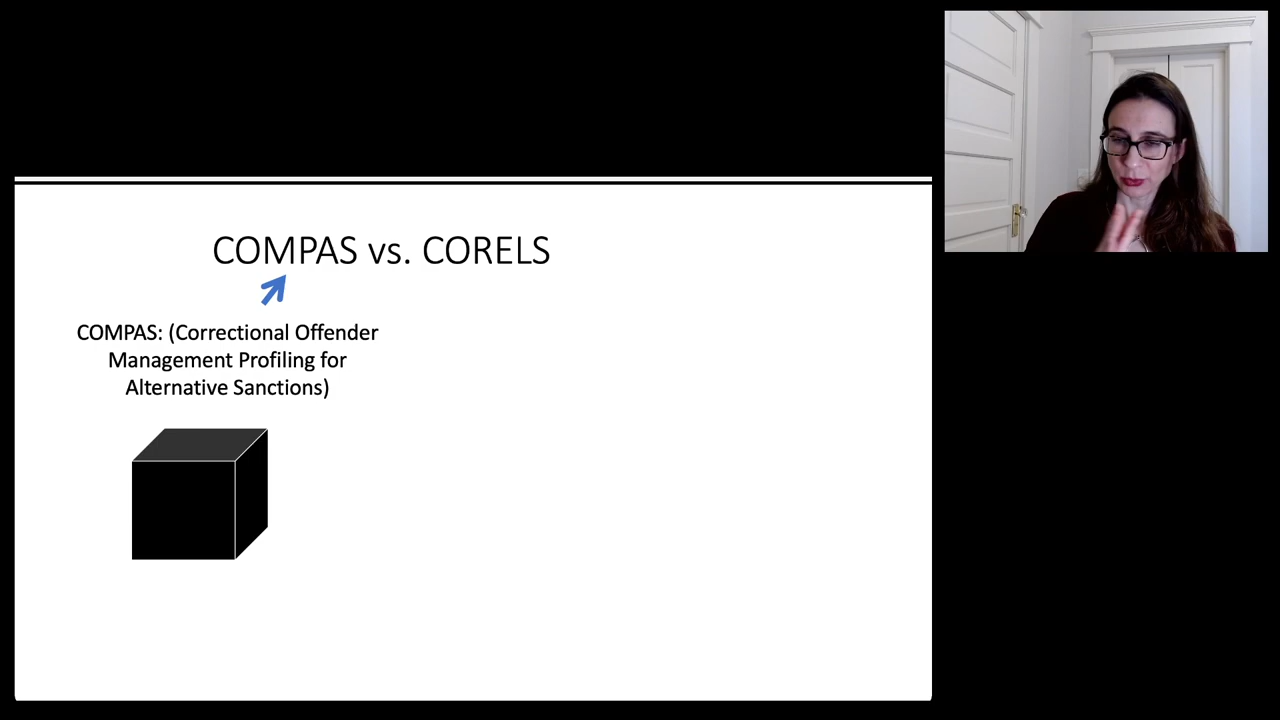 COMPAS vs. CORELS
COMPAS: (Correctional Offender
Management Profiling for
Alternative Sanctions)